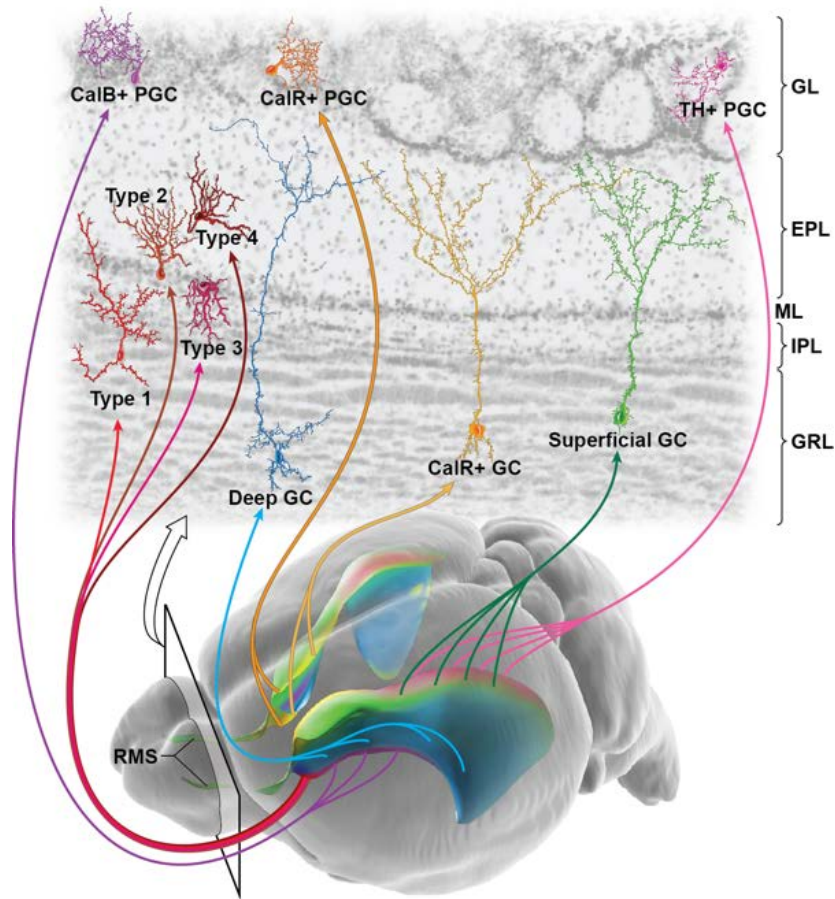 CalB+ PGC
CalR+ PGC
TH+ PGC
GL
Type 2
Type 4
EPL
ML
Type 3
IPL
Type 1
Superficial GC
GRL
CalR+ GC
Deep GC
RMS